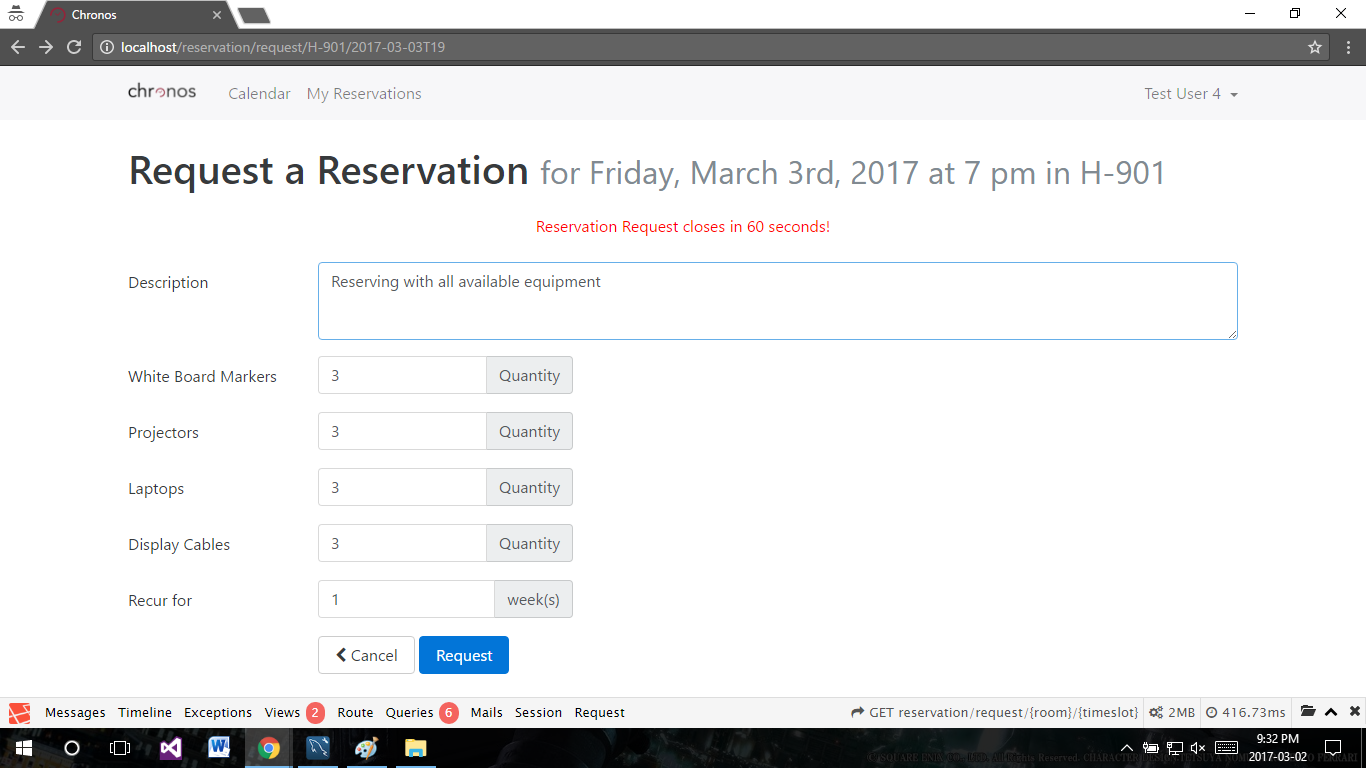 Chronos
localhost/reservation/request/H-901/2017-03-03T19
chronos Calendar My Reservations Test User 4
Request a Reservation for Friday, March 3rd, 2017 at 7 pm in H-901
Reservation Request closes in 60 seconds!
Description Reserving with all available equipment
White Board Markers 3 Quantity
Projectors 3 Quantity
Laptops 3 Quantity
Display Cables 3 Quantity
Recur for 1 week(s)
Cancel Request
Messages Timeline Exceptions Views 2 Route Queries 6 Mails Session Request GET reservation/request/{room}/{timeslot} 2MB 416.73ms
9:32 PM
2017-03-02